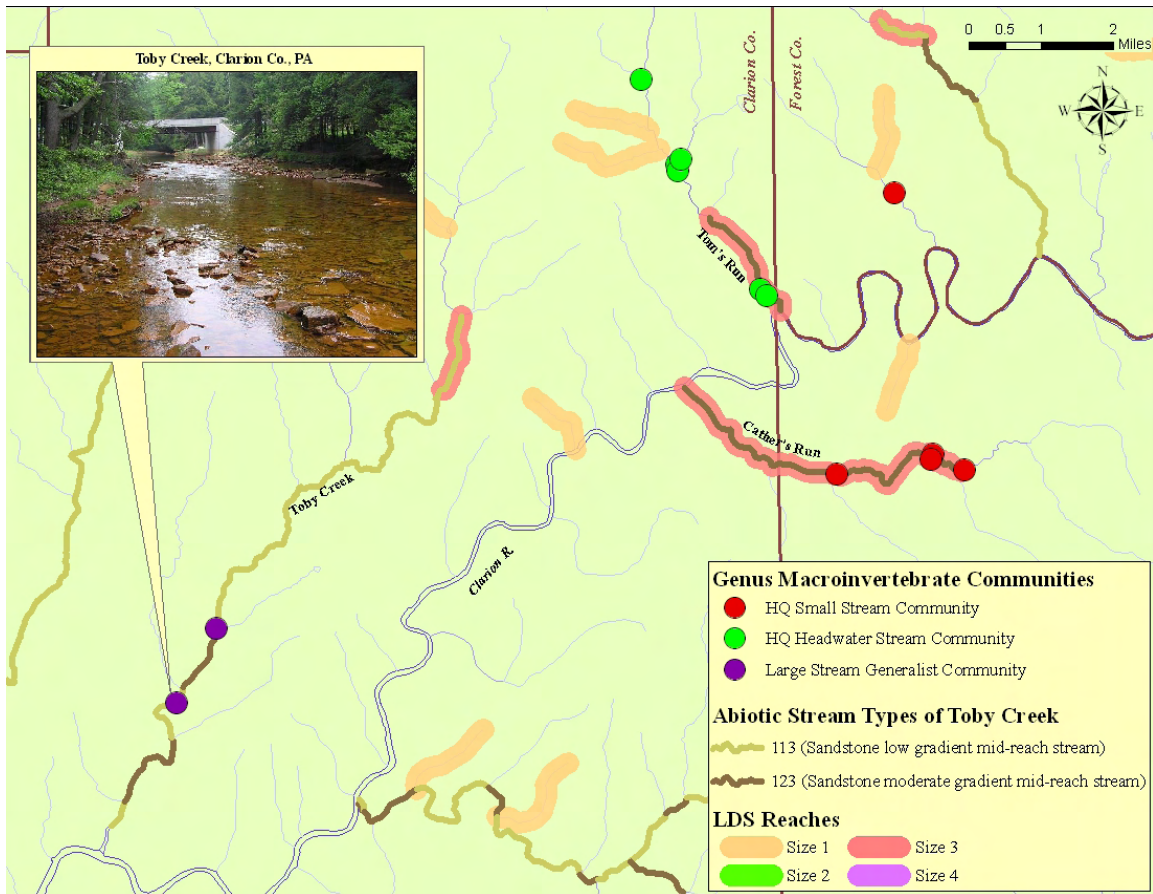 Toby Creek, Clarion Co., PA
Clarion Co.
Forest Co.
0 0.5 1 2
Miles
N
W E
S
Tom's Run
Cather's Run
Toby Creek
Clarion R.
Genus Macroinvertebrate Communities
HQ Small Stream Community
HQ Headwater Stream Community
Large Stream Generalist Community
Abiotic Stream Types of Toby Creek
113 (Sandstone low gradient mid-reach stream)
123 (Sandstone moderate gradient mid-reach stream)
LDS Reaches
Size 1 Size 3
Size 2 Size 4